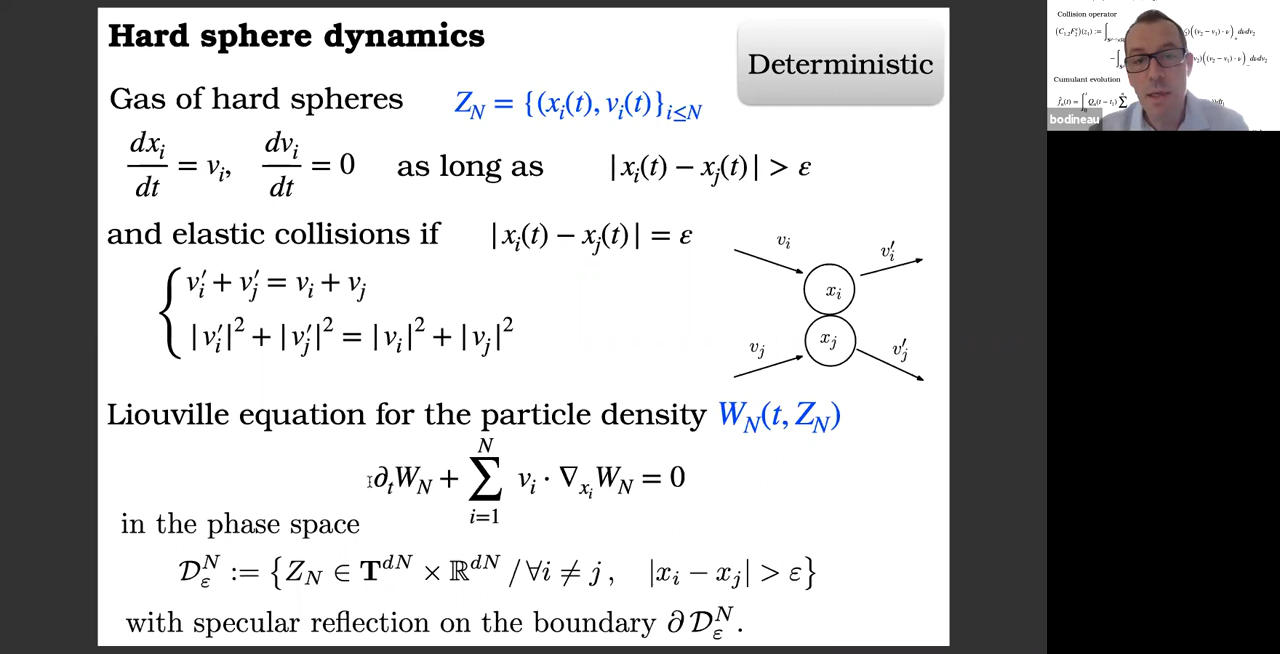 Hard sphere dynamics
Deterministic
Gas of hard spheres Z_N = {(x_i(t), v_i(t)}_{i≤N}
dx_i/dt = v_i, dv_i/dt = 0 as long as |x_i(t) − x_j(t)| > ε
and elastic collisions if |x_i(t) − x_j(t)| = ε
v_i′ + v_j′ = v_i + v_j
|v_i′|² + |v_j′|² = |v_i|² + |v_j|²
v_i v_i′
x_i
x_j
v_j v_j′
Liouville equation for the particle density W_N(t, Z_N)
∂_t W_N + ∑_{i=1}^{N} v_i · ∇_{x_i} W_N = 0
in the phase space
𝒟_ε^N := {Z_N ∈ 𝐓^{dN} × ℝ^{dN} / ∀i ≠ j , |x_i − x_j| > ε}
with specular reflection on the boundary ∂𝒟_ε^N.
Collision operator
Cumulant evolution
bodineau